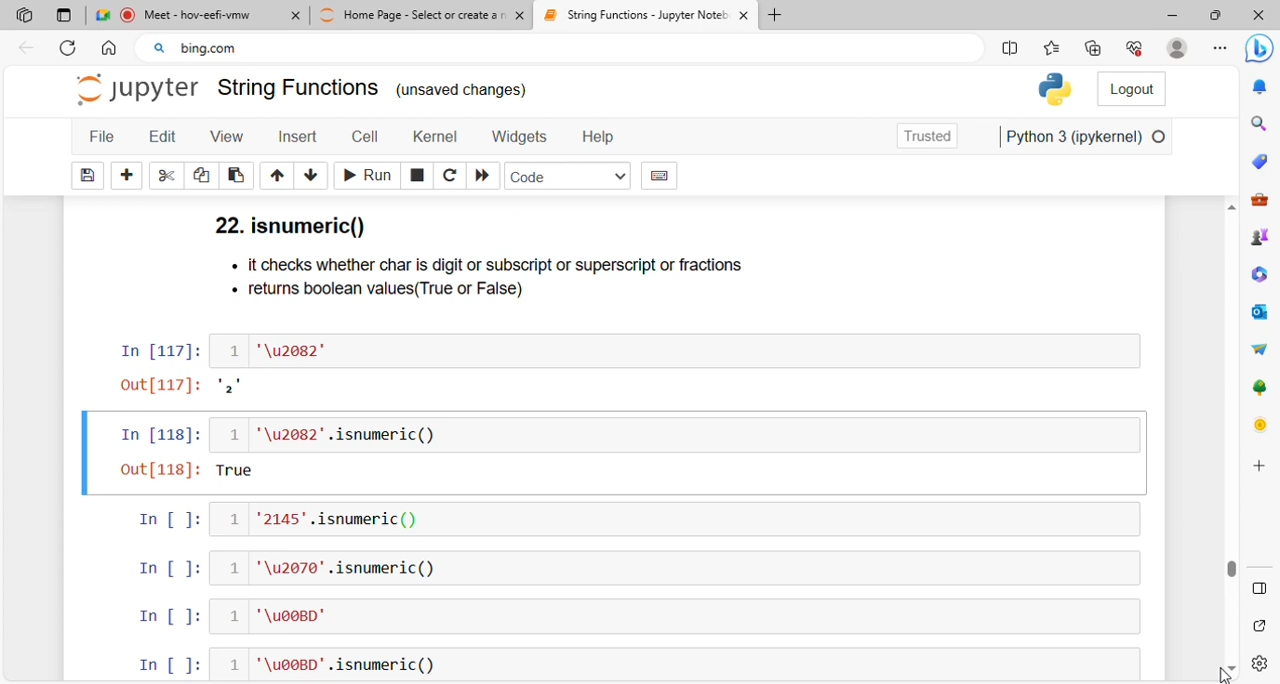 Meet - hov-eefi-vmw
Home Page - Select or create a n
String Functions - Jupyter Noteb
bing.com
jupyter String Functions (unsaved changes)
Logout
File Edit View Insert Cell Kernel Widgets Help
Trusted
Python 3 (ipykernel)
Run
Code
22. isnumeric()
• it checks whether char is digit or subscript or superscript or fractions
• returns boolean values(True or False)
In [117]: 1 '\u2082'
Out[117]: '₂'
In [118]: 1 '\u2082'.isnumeric()
Out[118]: True
In [ ]: 1 '2145'.isnumeric()
In [ ]: 1 '\u2070'.isnumeric()
In [ ]: 1 '\u00BD'
In [ ]: 1 '\u00BD'.isnumeric()